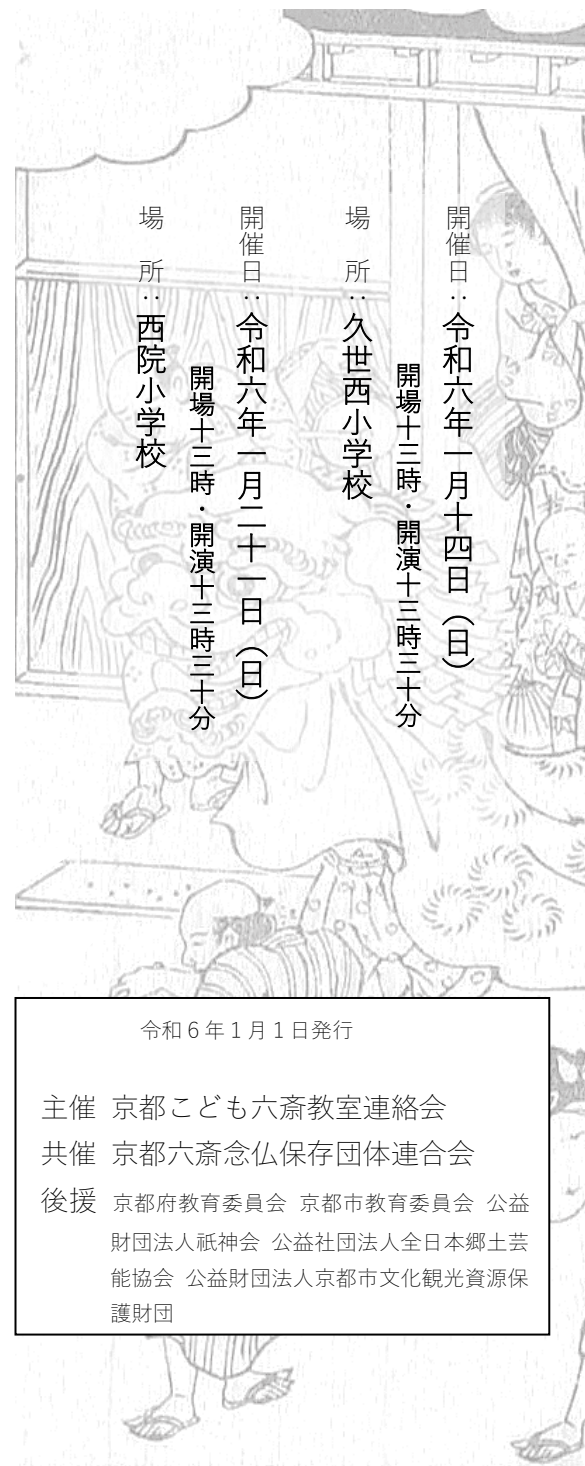 開催日：令和六年一月十四日（日）
開場十三時・開演十三時三十分
場　所：久世西小学校
開催日：令和六年一月二十一日（日）
開場十三時・開演十三時三十分
場　所：西院小学校
令和６年１月１日発行
主催 京都こども六斎教室連絡会
共催 京都六斎念仏保存団体連合会
後援 京都府教育委員会 京都市教育委員会 公益
財団法人祇神会 公益社団法人全日本郷土芸
能協会 公益財団法人京都市文化観光資源保
護財団